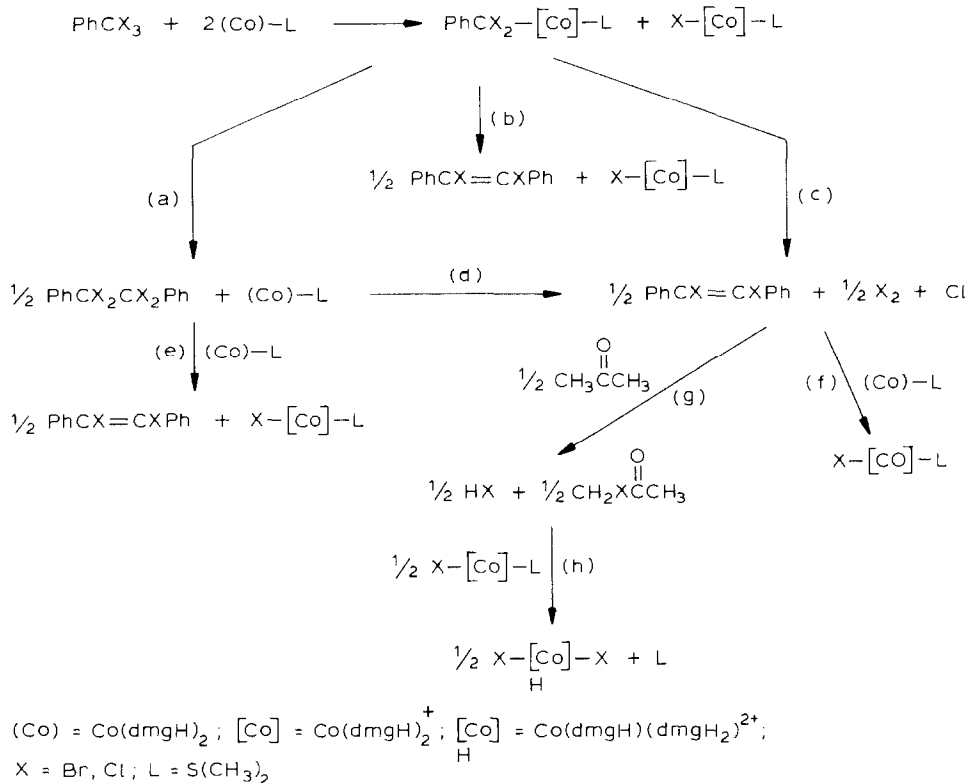 PhCX3 + 2(Co)–L → PhCX2–[Co]–L + X–[Co]–L
(b)
½ PhCX=CXPh + X–[Co]–L
(a)
(c)
½ PhCX2CX2Ph + (Co)–L
(d)
½ PhCX=CXPh + ½ X2 + CL
(e) (Co)–L
½ CH3CCH3
O
(g)
(f) (Co)–L
½ PhCX=CXPh + X–[Co]–L
X–[CO]–L
½ HX + ½ CH2XCCH3
O
½ X–[Co]–L (h)
½ X–[Co]–X + L
H
(Co) = Co(dmgH)2 ; [Co] = Co(dmgH)2+ ; [Co] = Co(dmgH)(dmgH2)2+ ;
H
X = Br, Cl ; L = S(CH3)2